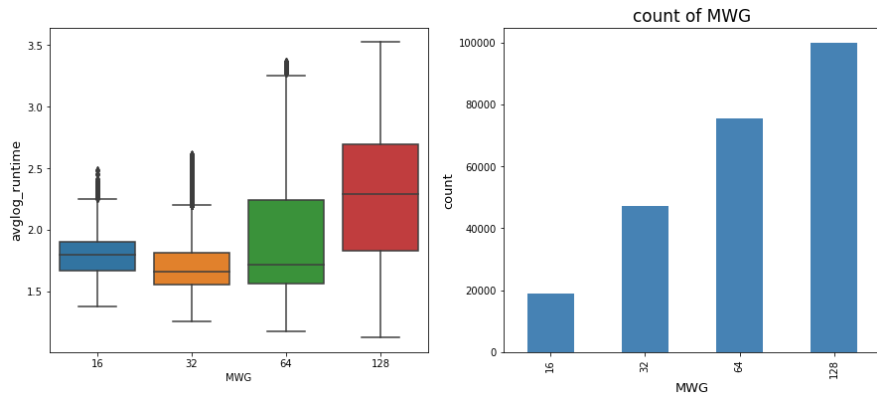 avglog_runtime
3.5
3.0
2.5
2.0
1.5
16 32 64 128
MWG
count of MWG
count
100000
80000
60000
40000
20000
0
16 32 64 128
MWG